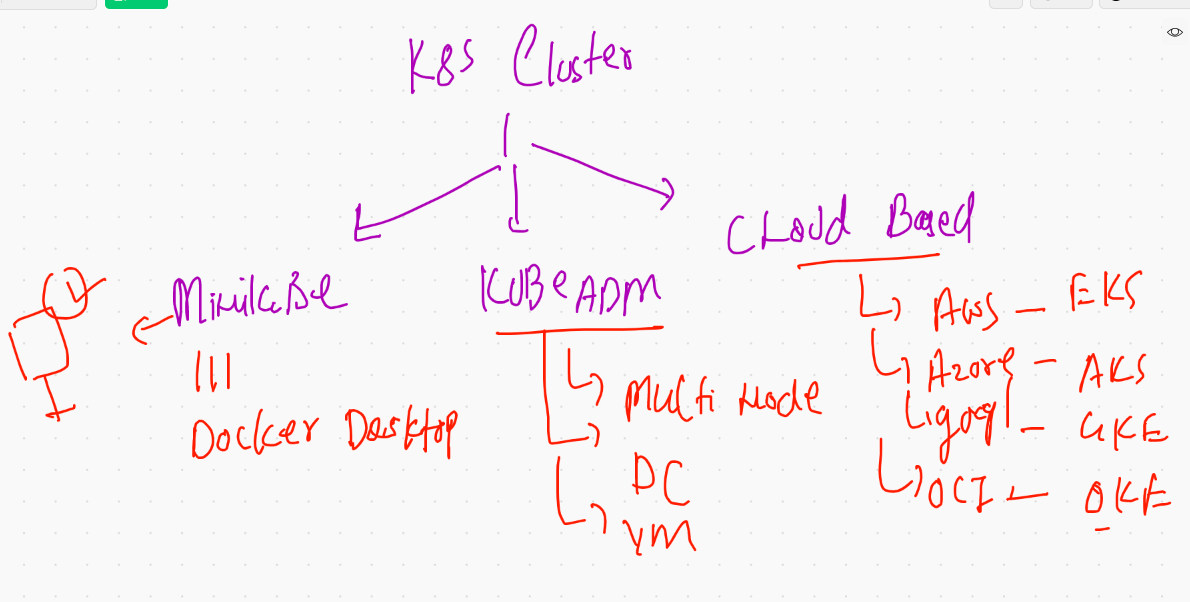 K8S Cluster
MiniKuBe
KUBeADM
CLoud Based
Docker Desktop
Multi Node
DC
VM
AWS - EKS
Azure - AKS
googl - GKE
OCI - OKE